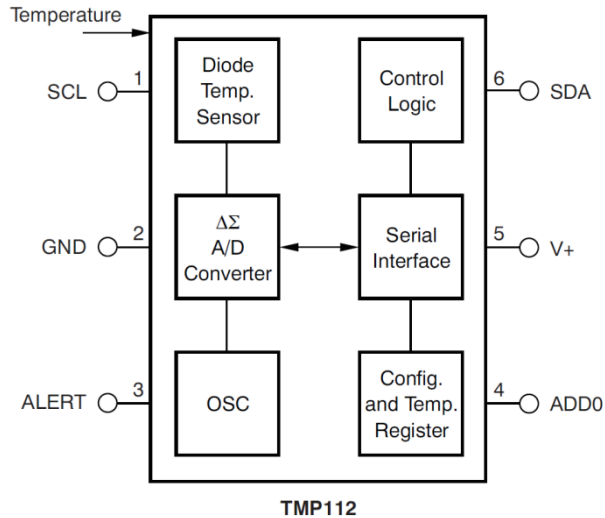 Temperature
SCL
1
Diode
Temp.
Sensor
Control
Logic
6
SDA
GND
2
ΔΣ
A/D
Converter
Serial
Interface
5
V+
ALERT
3
OSC
Config.
and Temp.
Register
4
ADD0
TMP112